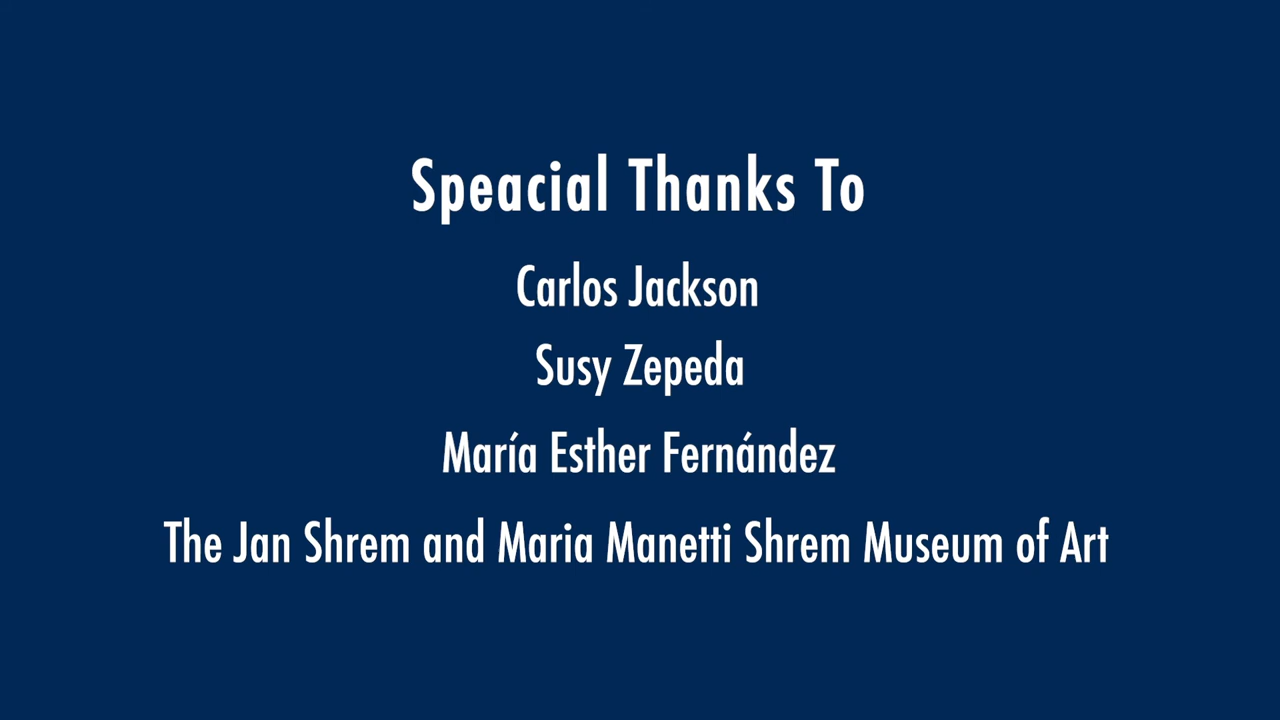 Speacial Thanks To
Carlos Jackson
Susy Zepeda
María Esther Fernández
The Jan Shrem and Maria Manetti Shrem Museum of Art